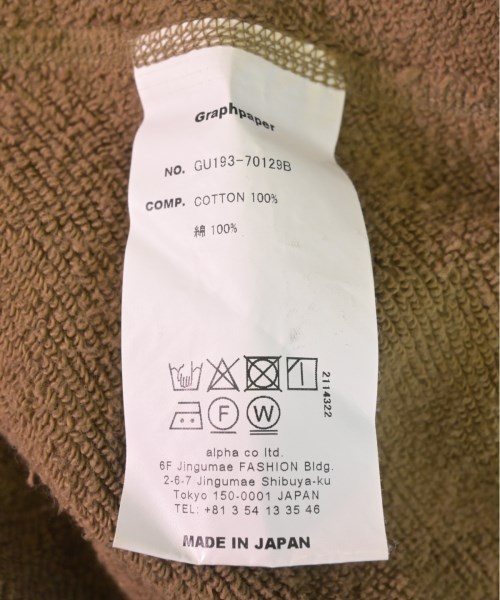 Graphpaper
NO. GU193-70129B
COMP. COTTON 100%
綿 100%
2114322
F W
alpha co ltd.
6F Jingumae FASHION Bldg.
2-6-7 Jingumae Shibuya-ku
Tokyo 150-0001 JAPAN
TEL: +81 3 54 13 35 46
MADE IN JAPAN